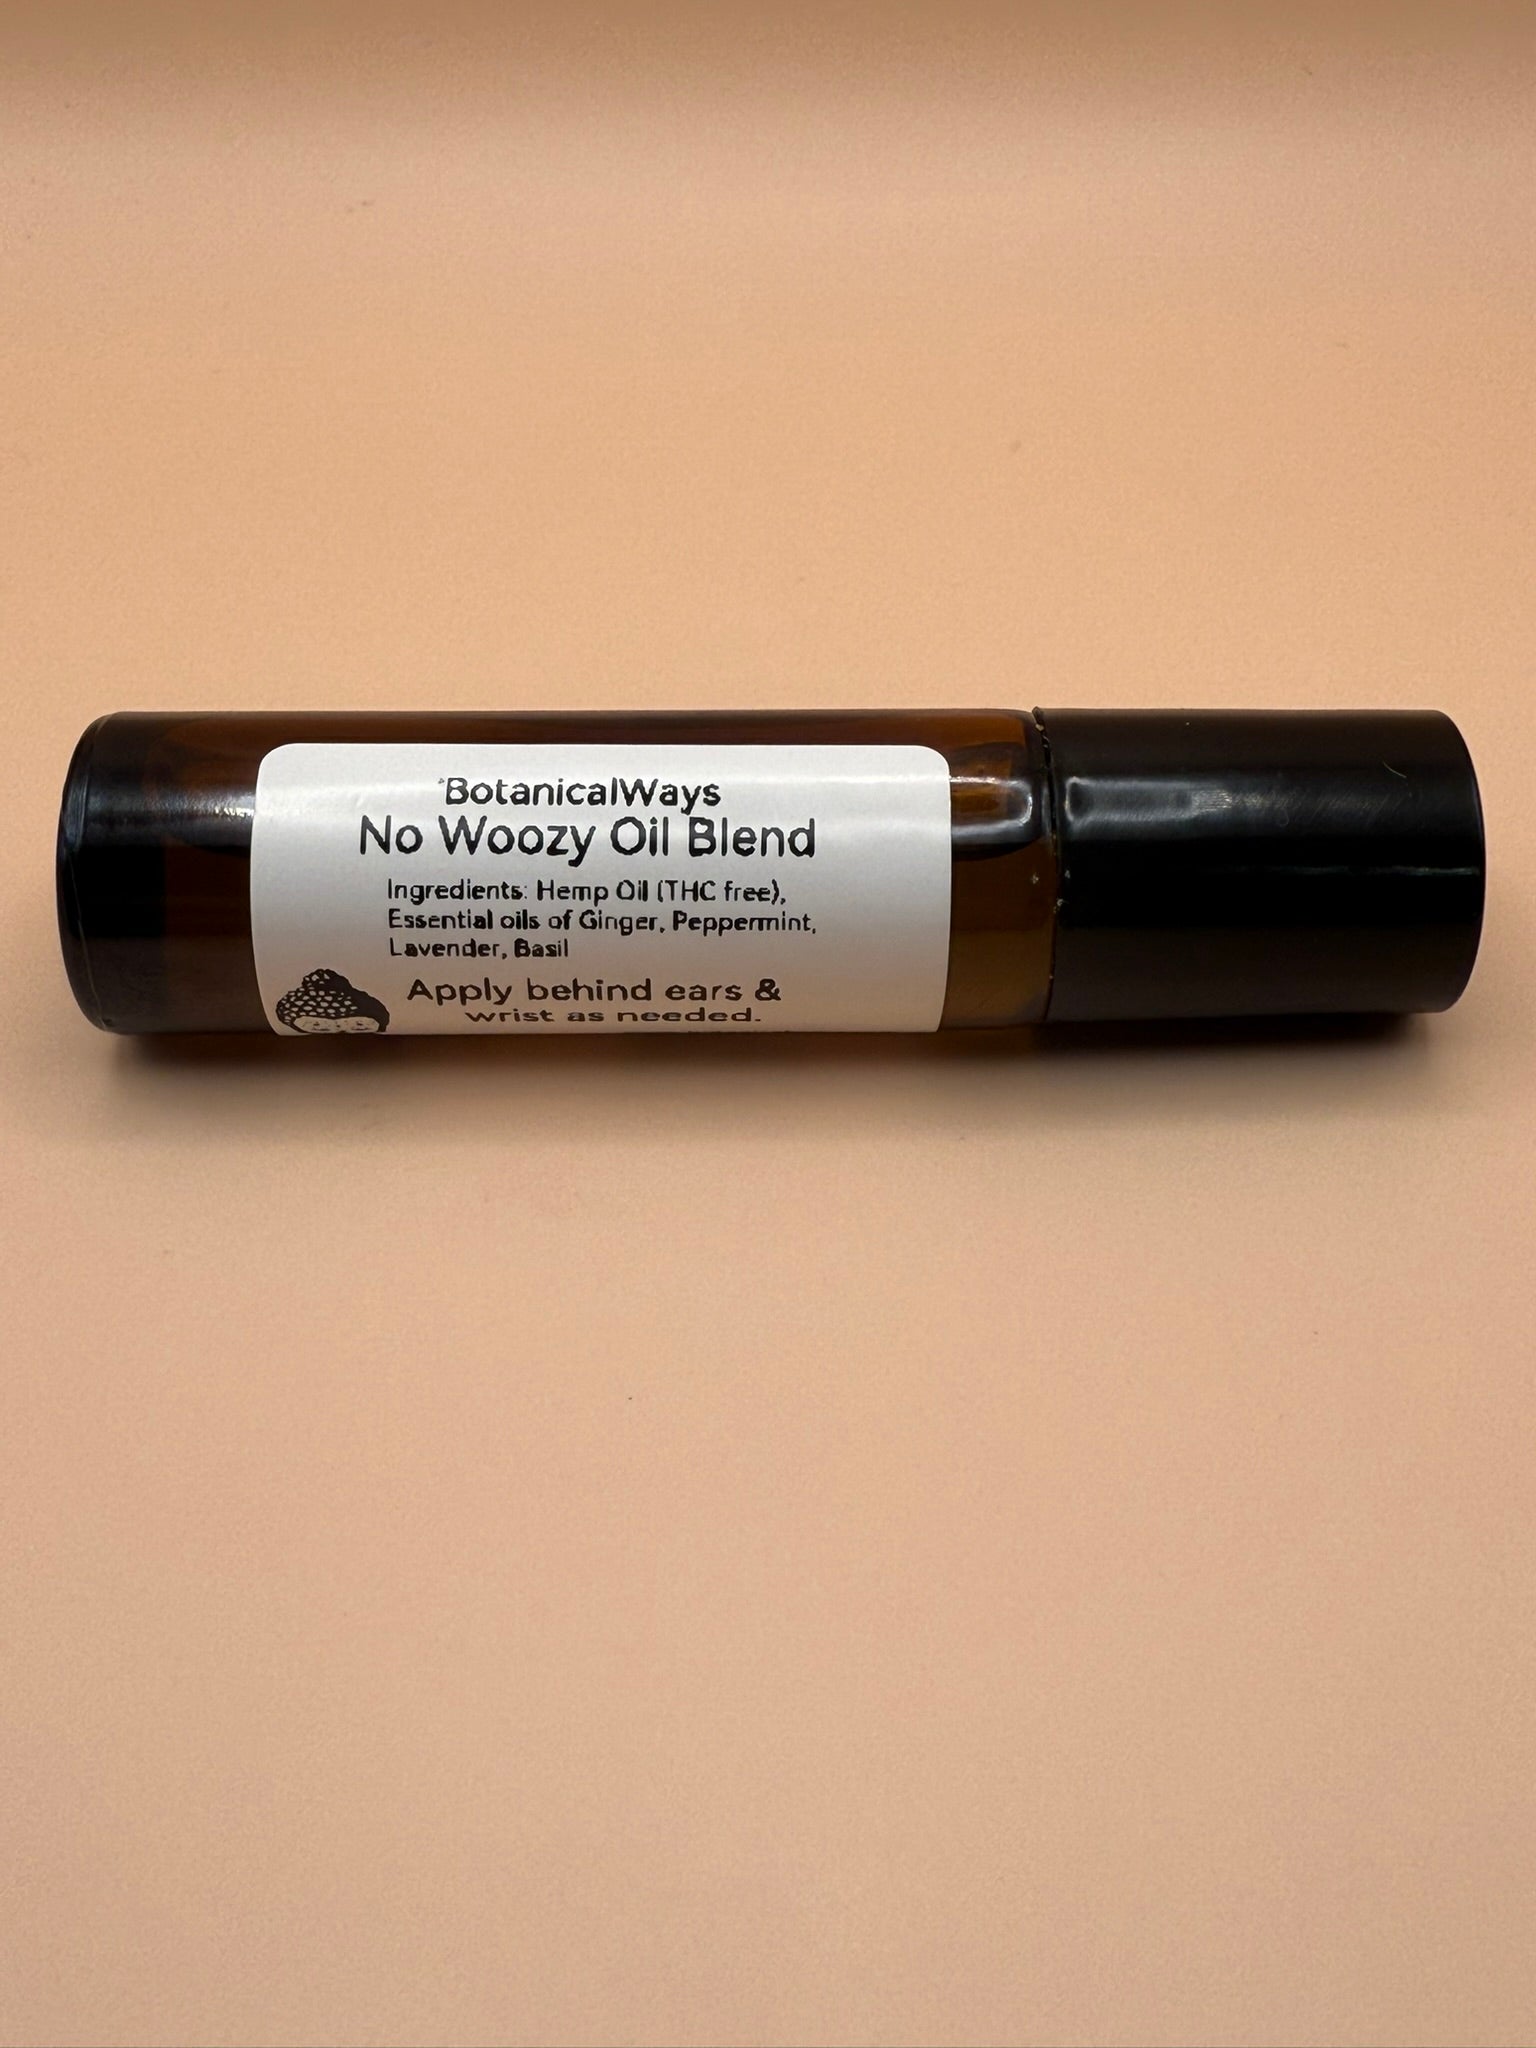 BotanicalWays
No Woozy Oil Blend
Ingredients: Hemp Oil (THC free),
Essential oils of Ginger, Peppermint,
Lavender, Basil
Apply behind ears &
wrist as needed.